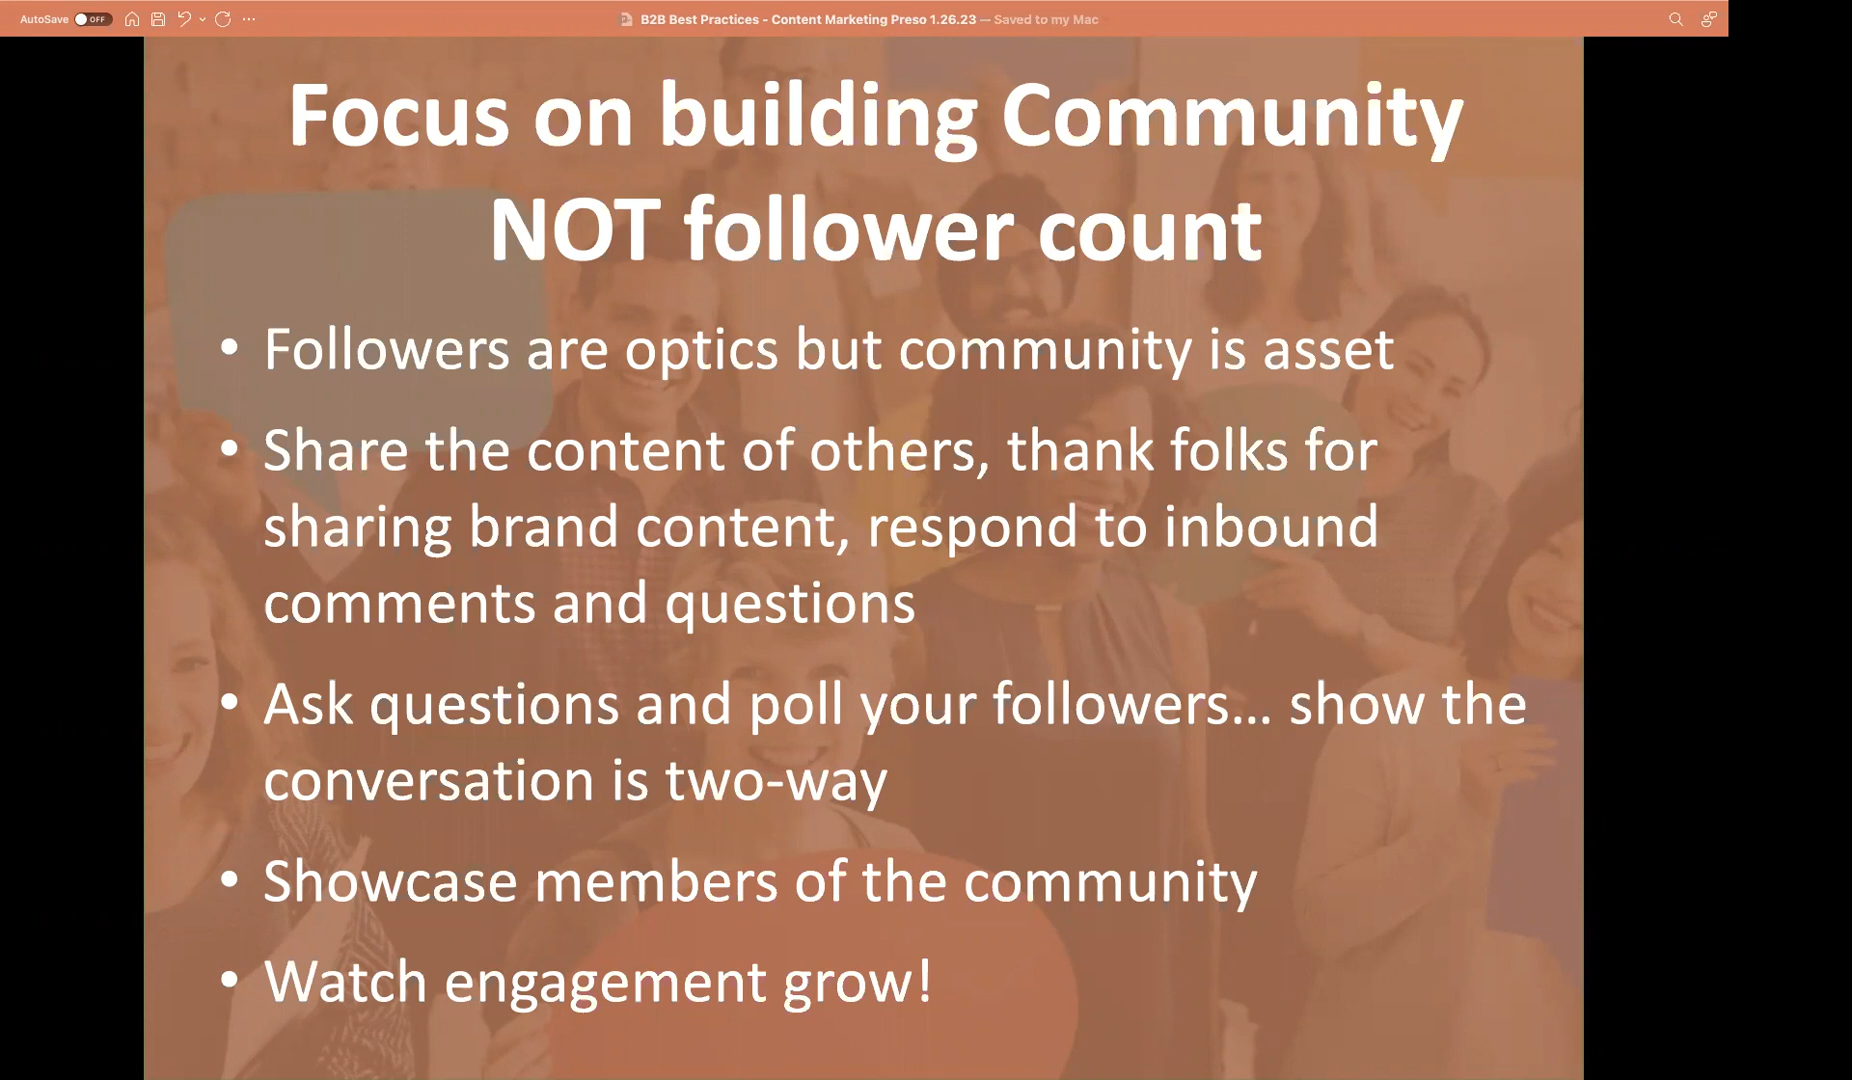 AutoSave OFF
B2B Best Practices - Content Marketing Preso 1.26.23 — Saved to my Mac
Focus on building Community
NOT follower count
• Followers are optics but community is asset
• Share the content of others, thank folks for
sharing brand content, respond to inbound
comments and questions
• Ask questions and poll your followers... show the
conversation is two-way
• Showcase members of the community
• Watch engagement grow!